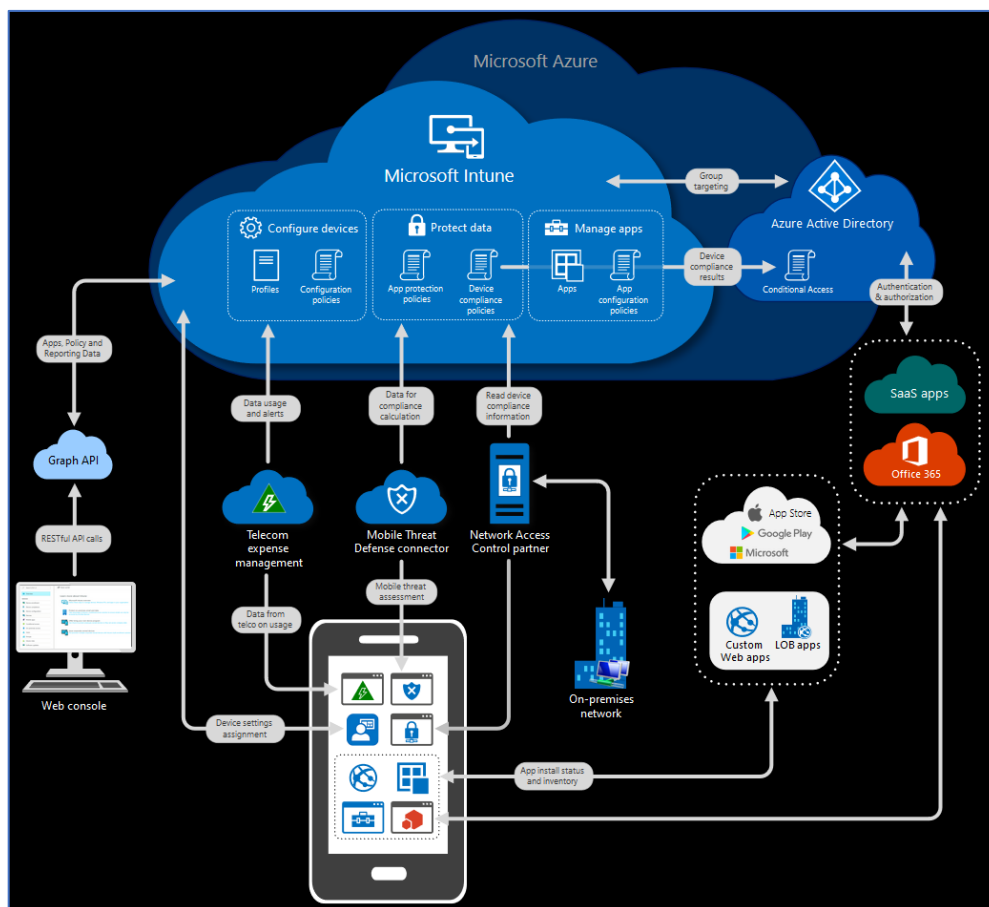 Microsoft Azure
Microsoft Intune
Group
targeting
Azure Active Directory
Configure devices
Protect data
Manage apps
Profiles
Configuration
policies
App protection
policies
Device
compliance
policies
Apps
App
configuration
policies
Device
compliance
results
Conditional Access
Authentication
& authorization
Apps, Policy and
Reporting Data
Data usage
and alerts
Data for
compliance
calculation
Read device
compliance
information
SaaS apps
Office 365
Graph API
RESTful API calls
Telecom
expense
management
Mobile Threat
Defense connector
Network Access
Control partner
App Store
Google Play
Microsoft
Mobile threat
assessment
Data from
telco on usage
Custom
Web apps
LOB apps
Web console
On-premises
network
Device settings
assignment
App install status
and inventory